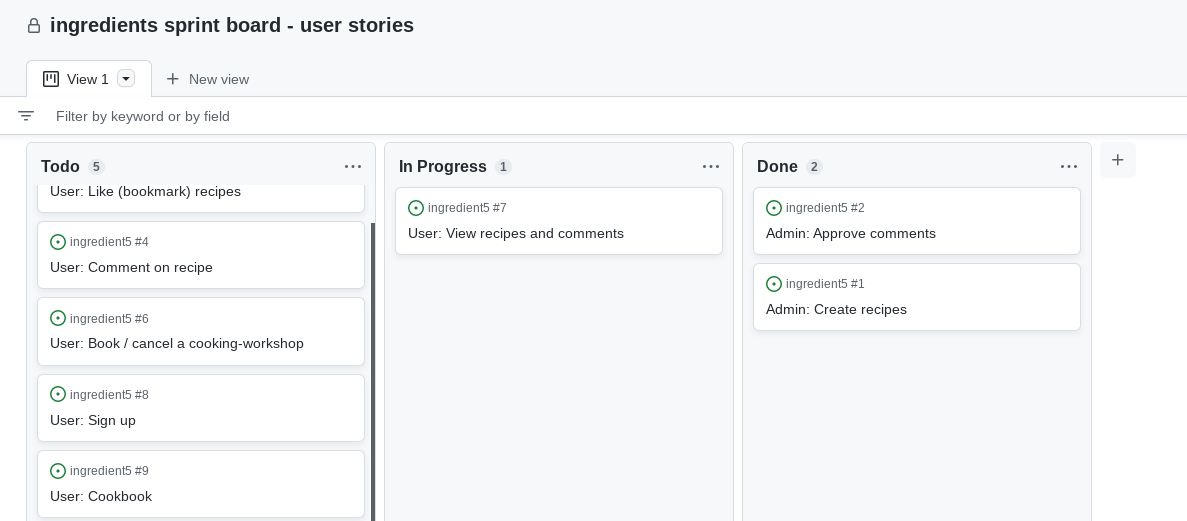 ingredients sprint board - user stories
View 1
New view
Filter by keyword or by field
Todo 5
User: Like (bookmark) recipes
ingredient5 #4
User: Comment on recipe
ingredient5 #6
User: Book / cancel a cooking-workshop
ingredient5 #8
User: Sign up
ingredient5 #9
User: Cookbook
In Progress 1
ingredient5 #7
User: View recipes and comments
Done 2
ingredient5 #2
Admin: Approve comments
ingredient5 #1
Admin: Create recipes